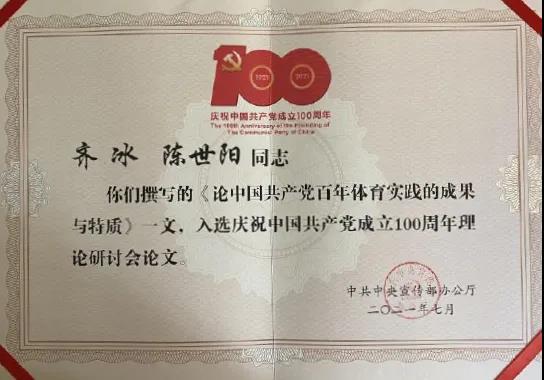 100
1921 2021
庆祝中国共产党成立100周年
The 100th Anniversary of the Founding of
The Communist Party of China
齐冰 陈世阳同志
你们撰写的《论中国共产党百年体育实践的成果
与特质》一文，入选庆祝中国共产党成立100周年理
论研讨会论文。
中共中央宣传部办公厅
二〇二一年七月